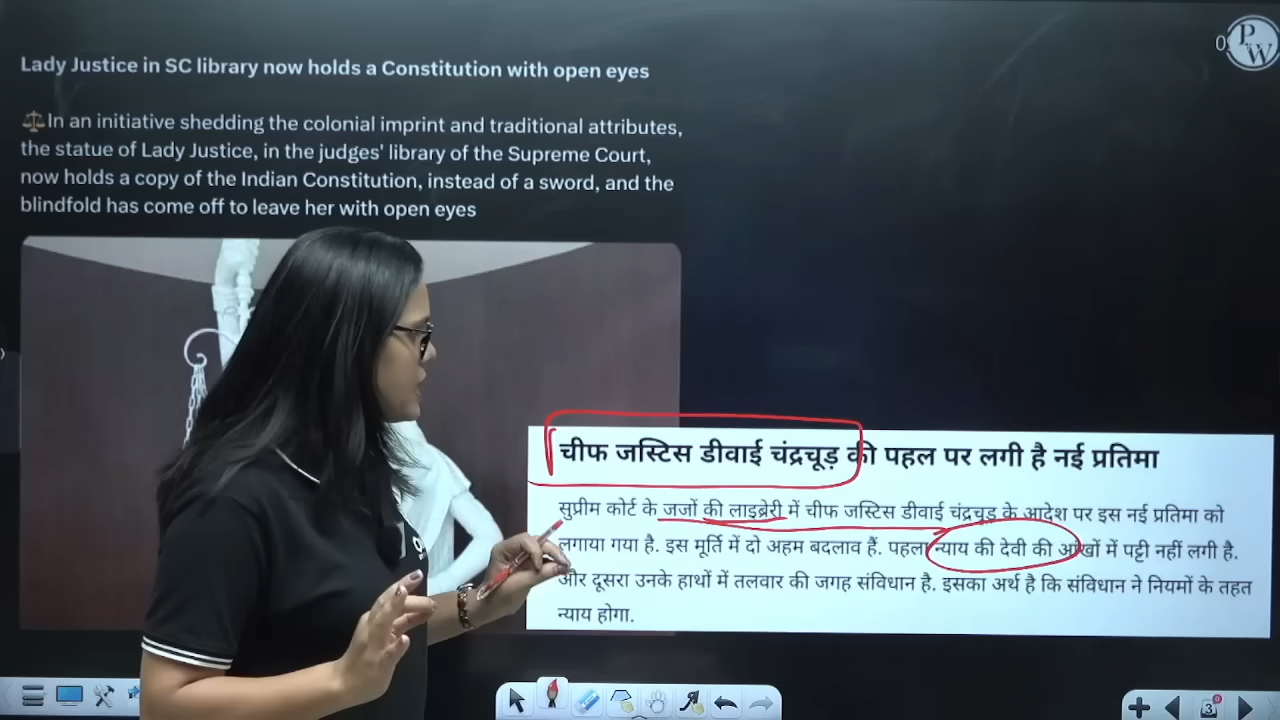 Lady Justice in SC library now holds a Constitution with open eyes
⚖️In an initiative shedding the colonial imprint and traditional attributes,
the statue of Lady Justice, in the judges' library of the Supreme Court,
now holds a copy of the Indian Constitution, instead of a sword, and the
blindfold has come off to leave her with open eyes
PW
चीफ जस्टिस डीवाई चंद्रचूड़ की पहल पर लगी है नई प्रतिमा
सुप्रीम कोर्ट के जजों की लाइब्रेरी में चीफ जस्टिस डीवाई चंद्रचूड़ के आदेश पर इस नई प्रतिमा को
लगाया गया है. इस मूर्ति में दो अहम बदलाव हैं. पहला न्याय की देवी की आंखों में पट्टी नहीं लगी है.
और दूसरा उनके हाथों में तलवार की जगह संविधान है. इसका अर्थ है कि संविधान ने नियमों के तहत
न्याय होगा.
3